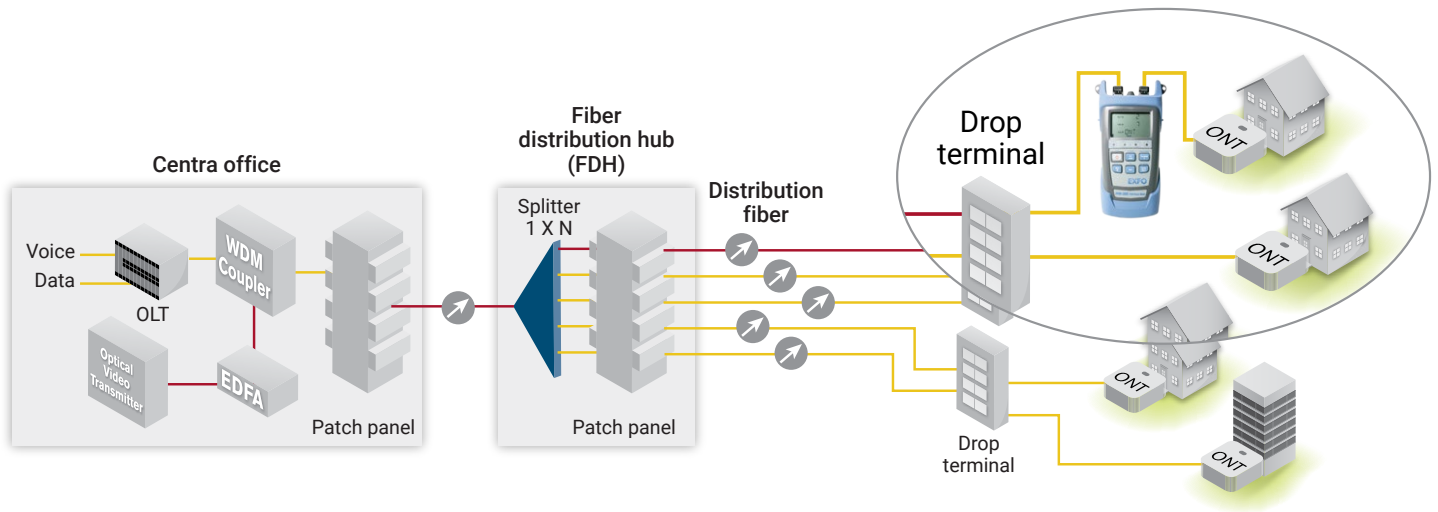 Centra office
Voice
Data
OLT
WDM
Coupler
Optical
Video
Transmitter
EDFA
Patch panel
Fiber
distribution hub
(FDH)
Splitter
1 X N
Patch panel
Distribution
fiber
Drop
terminal
EXFO
ONT
ONT
Drop
terminal
ONT
ONT